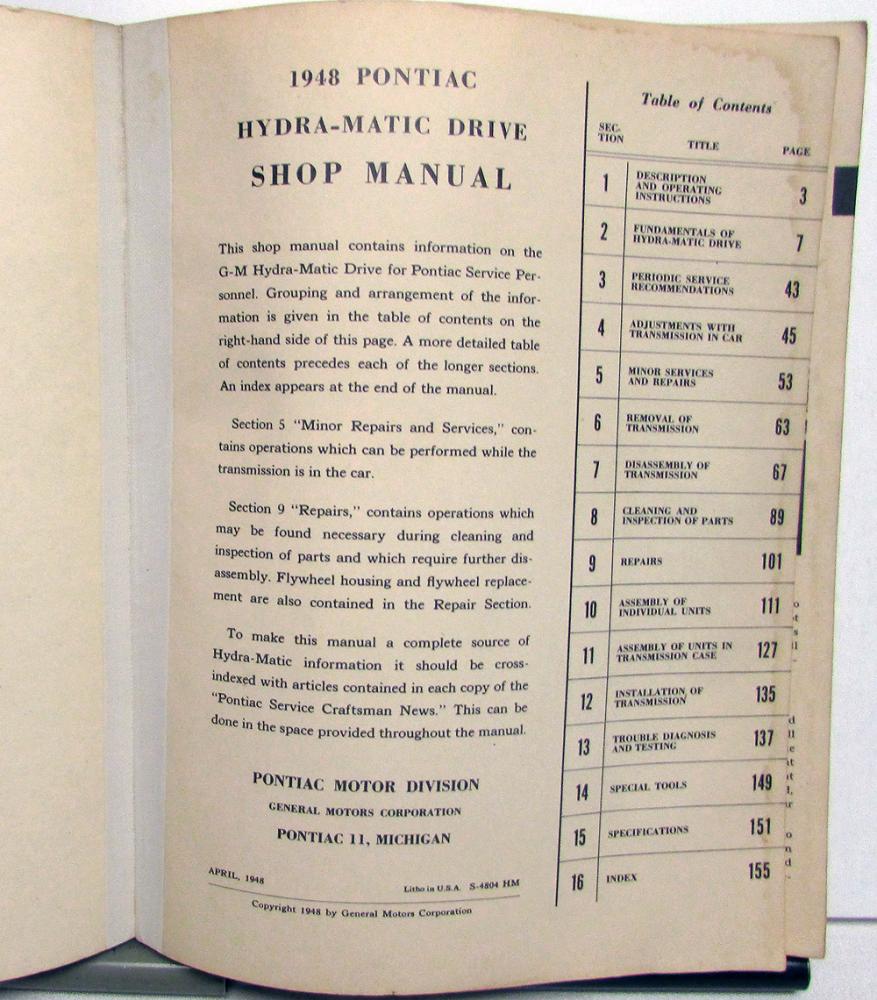 1948 PONTIAC
HYDRA-MATIC DRIVE
SHOP MANUAL
This shop manual contains information on the
G-M Hydra-Matic Drive for Pontiac Service Per-
sonnel. Grouping and arrangement of the infor-
mation is given in the table of contents on the
right-hand side of this page. A more detailed table
of contents precedes each of the longer sections.
An index appears at the end of the manual.
Section 5 "Minor Repairs and Services," con-
tains operations which can be performed while the
transmission is in the car.
Section 9 "Repairs," contains operations which
may be found necessary during cleaning and
inspection of parts and which require further dis-
assembly. Flywheel housing and flywheel replace-
ment are also contained in the Repair Section.
To make this manual a complete source of
Hydra-Matic information it should be cross-
indexed with articles contained in each copy of the
"Pontiac Service Craftsman News." This can be
done in the space provided throughout the manual.
PONTIAC MOTOR DIVISION
GENERAL MOTORS CORPORATION
PONTIAC 11, MICHIGAN
APRIL, 1948 Litho in U.S.A. S-4804 HM
Copyright 1948 by General Motors Corporation
Table of Contents
SEC-
TION TITLE PAGE
1 DESCRIPTION
AND OPERATING
INSTRUCTIONS 3
2 FUNDAMENTALS OF
HYDRA-MATIC DRIVE 7
3 PERIODIC SERVICE
RECOMMENDATIONS 43
4 ADJUSTMENTS WITH
TRANSMISSION IN CAR 45
5 MINOR SERVICES
AND REPAIRS 53
6 REMOVAL OF
TRANSMISSION 63
7 DISASSEMBLY OF
TRANSMISSION 67
8 CLEANING AND
INSPECTION OF PARTS 89
9 REPAIRS 101
10 ASSEMBLY OF
INDIVIDUAL UNITS 111
11 ASSEMBLY OF UNITS IN
TRANSMISSION CASE 127
12 INSTALLATION OF
TRANSMISSION 135
13 TROUBLE DIAGNOSIS
AND TESTING 137
14 SPECIAL TOOLS 149
15 SPECIFICATIONS 151
16 INDEX 155